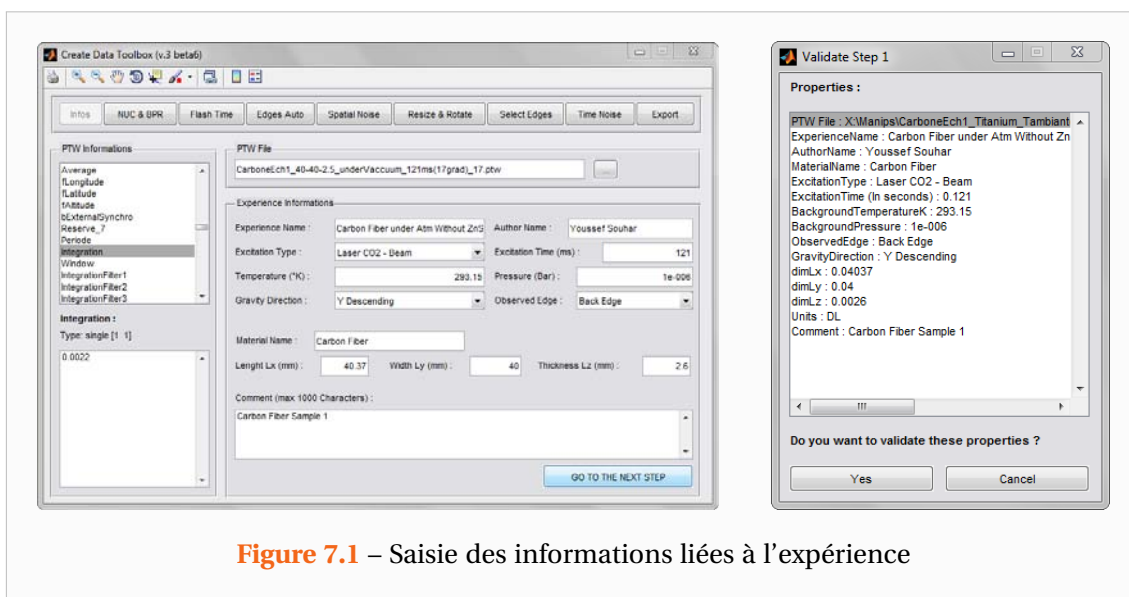 Create Data Toolbox (v.3 beta6)
Infos NUC & BPR Flash Time Edges Auto Spatial Noise Resize & Rotate Select Edges Time Noise Export
PTW Informations
Average
fLongitude
fLatitude
fAltitude
bExternalSynchro
Reserve_7
Periode
Integration
Window
IntegrationFilter1
IntegrationFilter2
IntegrationFilter3
Integration :
Type: single [1 1]
0.0022
PTW File
CarboneEch1_40-40-2.5_underVaccuum_121ms(17grad)_17.ptw ...
Experience Informations
Experience Name : Carbon Fiber under Atm Without ZnS Author Name : Youssef Souhar
Excitation Type : Laser CO2 - Beam Excitation Time (ms) : 121
Temperature (°K) : 293.15 Pressure (Bar) : 1e-006
Gravity Direction : Y Descending Observed Edge : Back Edge
Material Name : Carbon Fiber
Lenght Lx (mm) : 40.37 Width Ly (mm) : 40 Thickness Lz (mm) : 2.6
Comment (max 1000 Characters) :
Carbon Fiber Sample 1
GO TO THE NEXT STEP
Validate Step 1
Properties :
PTW File : X:\Manips\CarboneEch1_Titanium_Tambiant
ExperienceName : Carbon Fiber under Atm Without Zn
AuthorName : Youssef Souhar
MaterialName : Carbon Fiber
ExcitationType : Laser CO2 - Beam
ExcitationTime (In seconds) : 0.121
BackgroundTemperatureK : 293.15
BackgroundPressure : 1e-006
ObservedEdge : Back Edge
GravityDirection : Y Descending
dimLx : 0.04037
dimLy : 0.04
dimLz : 0.0026
Units : DL
Comment : Carbon Fiber Sample 1
Do you want to validate these properties ?
Yes Cancel
Figure 7.1 – Saisie des informations liées à l'expérience